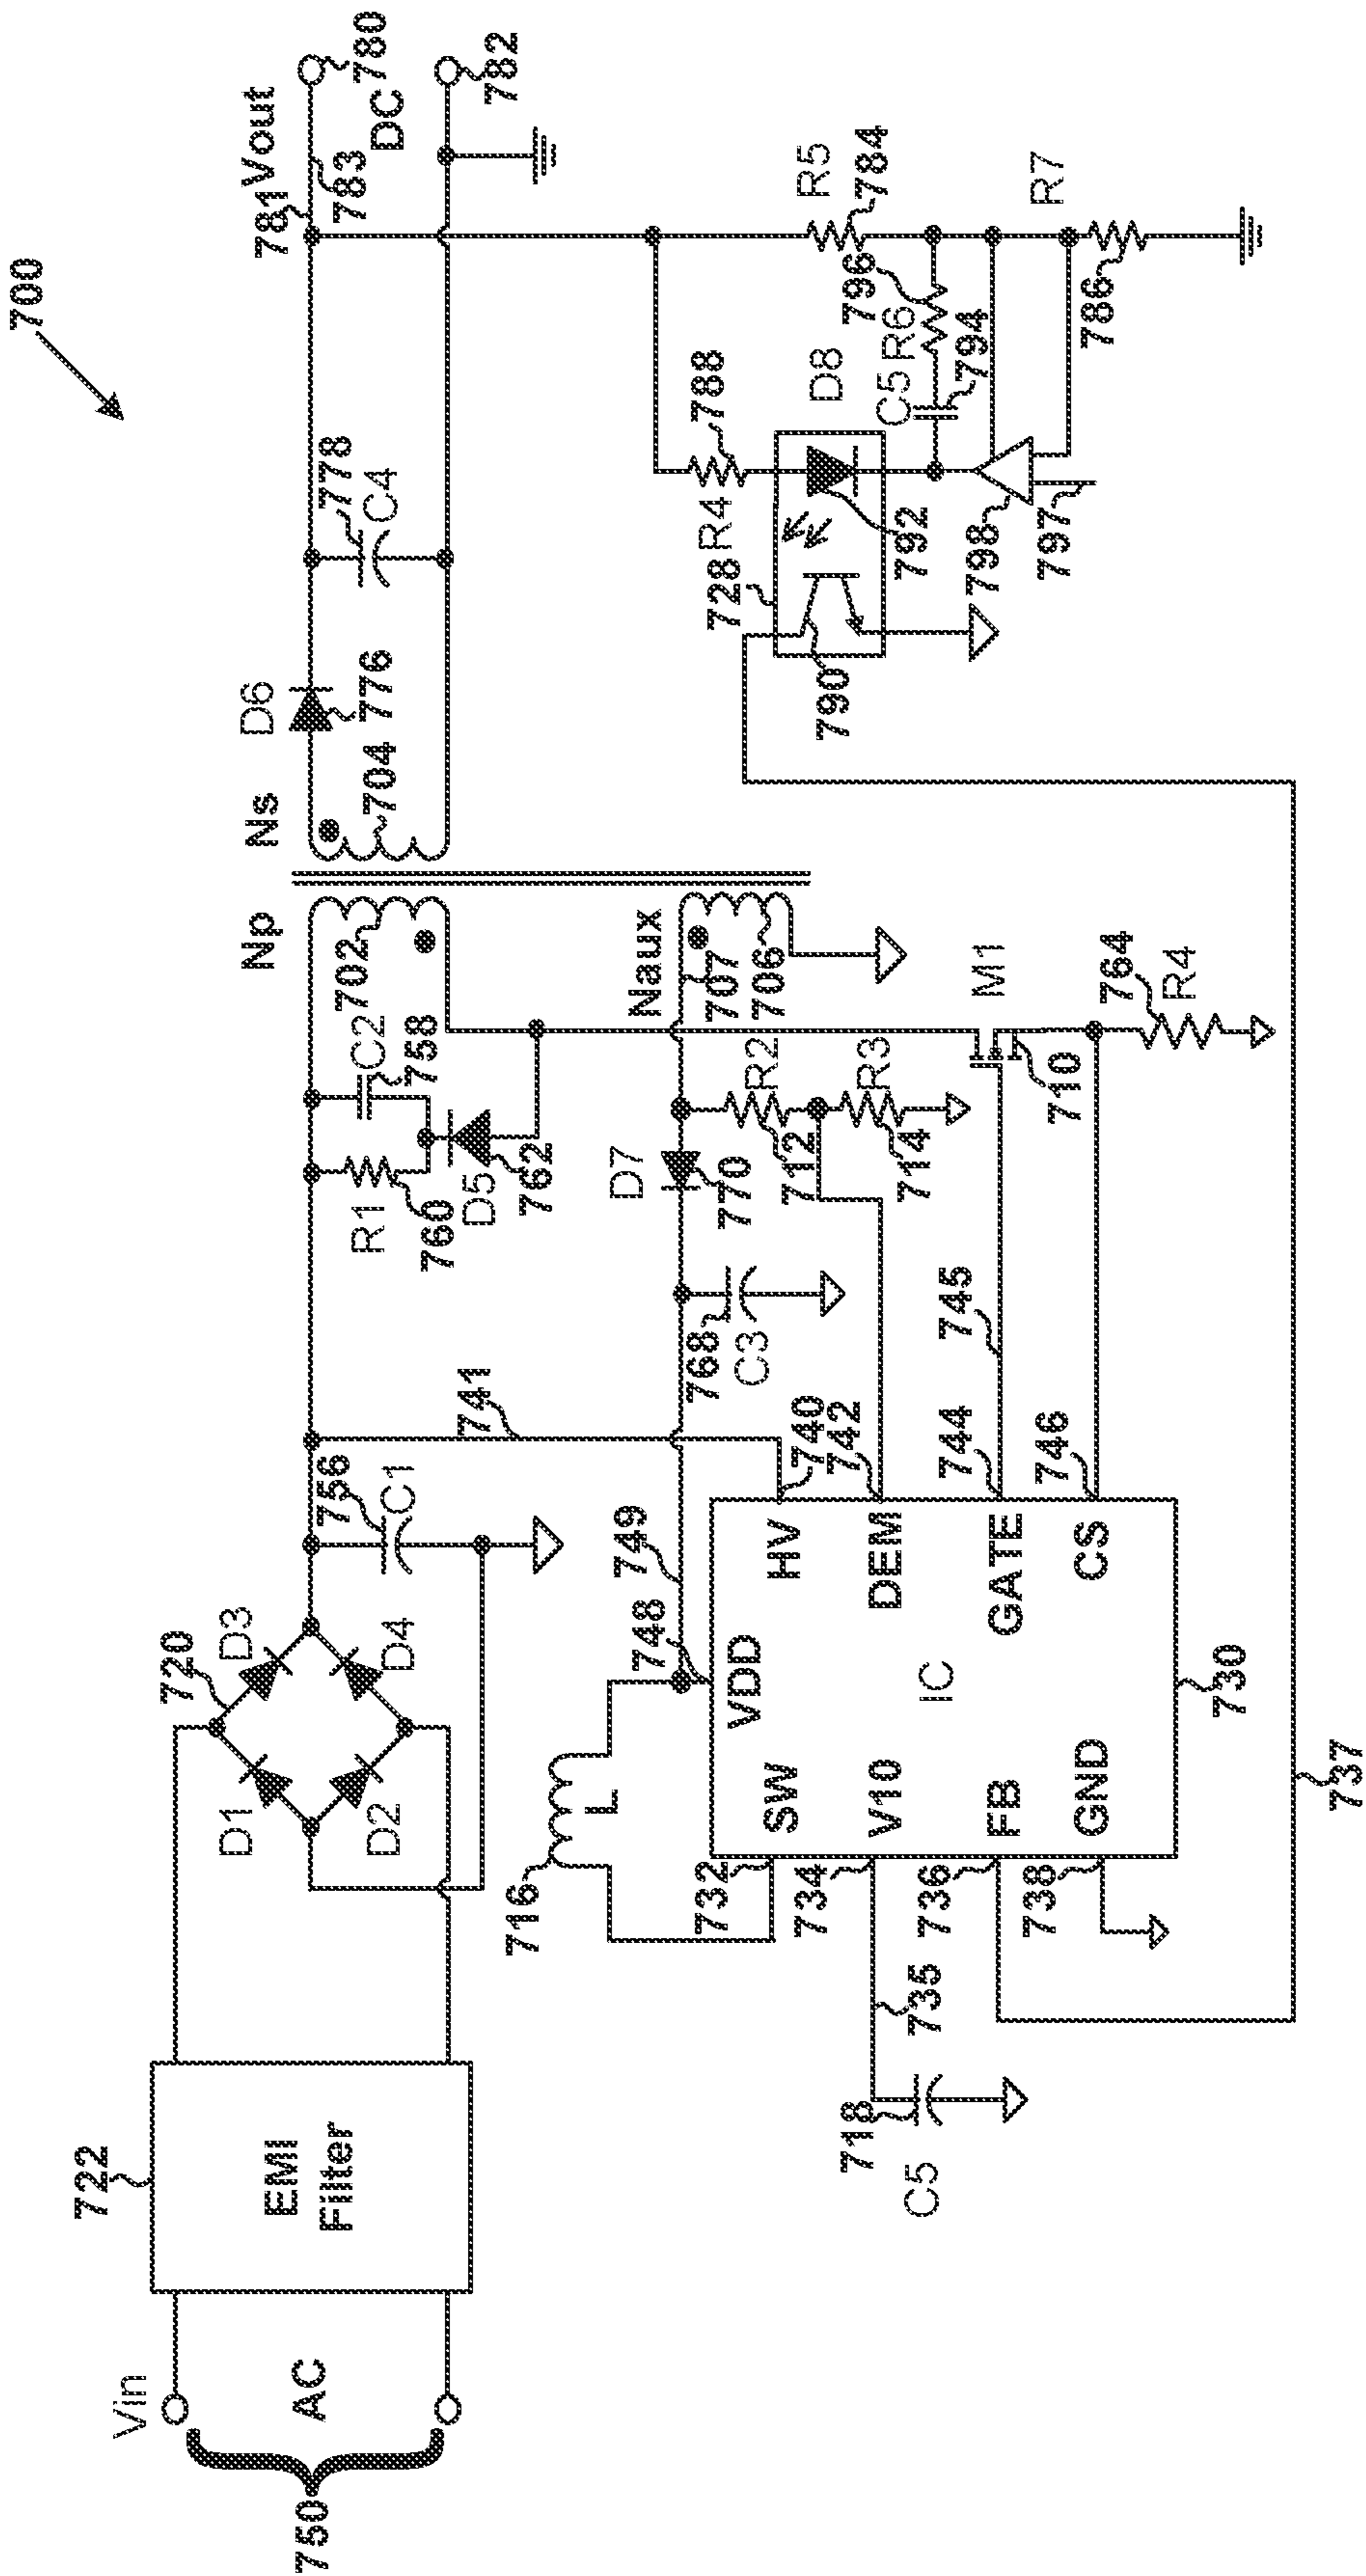 700
722
EMI
Filter
Vin
AC
750
720
D1
D3
D2
D4
756
C1
741
R1
760
C2
758
D5
762
Np
702
Ns
704
D6
776
778
C4
781
Vout
783
780
DC
782
Naux
707
706
D7
770
R2
712
R3
714
768
C3
716
L
748
749
VDD
SW
V10
FB
GND
HV
DEM
GATE
CS
IC
732
734
736
738
740
742
744
745
746
730
735
718
C5
737
M1
710
764
R4
728
R4
788
D8
790
792
C5
794
R6
796
R5
784
R7
786
798
797